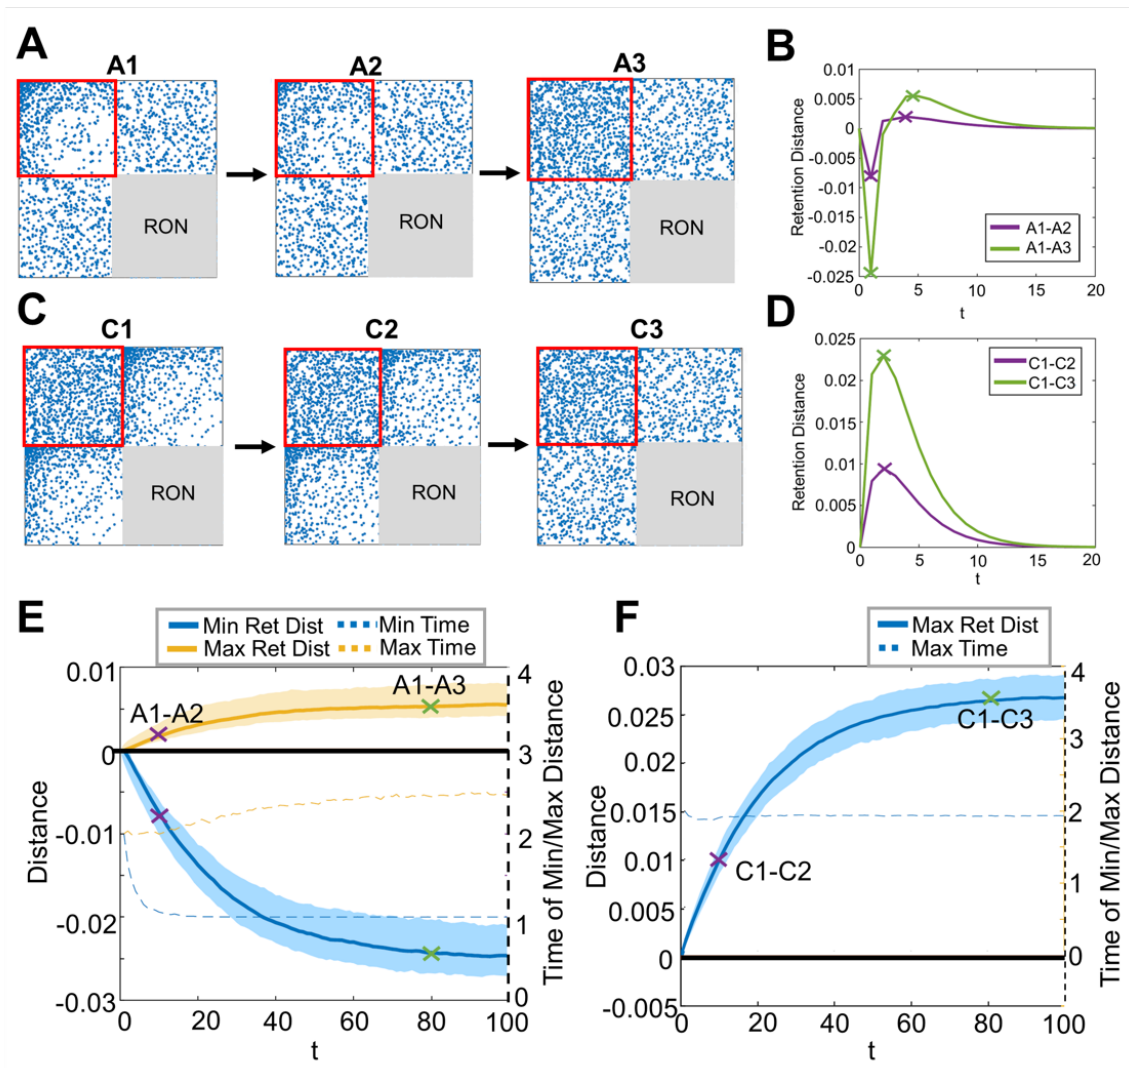 A
A1
A2
A3
RON
RON
RON
B
0.01
0.005
0
-0.005
-0.01
-0.015
-0.02
-0.025
0
5
10
15
20
Retention Distance
t
A1-A2
A1-A3
C
C1
C2
C3
RON
RON
RON
D
0.025
0.02
0.015
0.01
0.005
0
0
5
10
15
20
Retention Distance
t
C1-C2
C1-C3
E
Min Ret Dist
Min Time
Max Ret Dist
Max Time
0.01
0
-0.01
-0.02
-0.03
Distance
A1-A2
A1-A3
4
3
2
1
0
Time of Min/Max Distance
0
20
40
60
80
100
t
F
Max Ret Dist
Max Time
0.03
0.025
0.02
0.015
0.01
0.005
0
-0.005
Distance
C1-C2
C1-C3
4
3
2
1
0
Time of Min/Max Distance
0
20
40
60
80
100
t